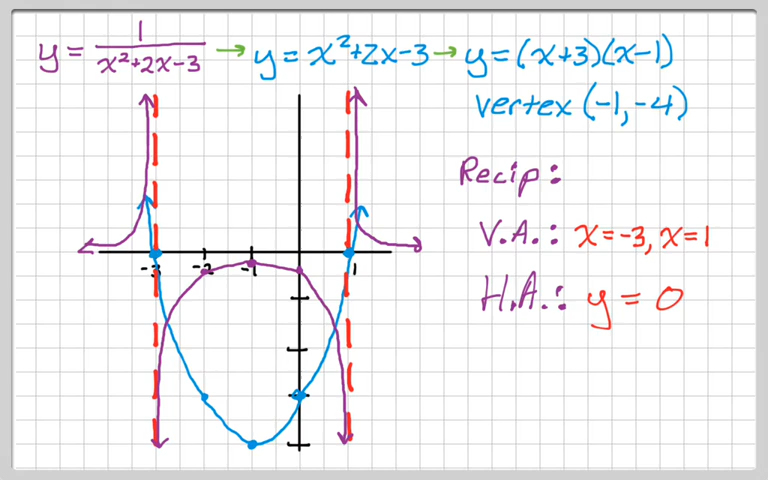 y = 1/(x²+2x-3) → y = x²+2x-3 → y = (x+3)(x-1)
vertex (-1, -4)
Recip:
V.A.: x=-3, x=1
H.A.: y = 0
-3 -2 -1 1